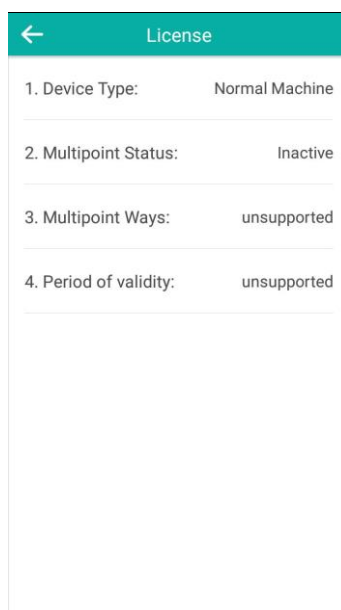 License
1. Device Type: Normal Machine
2. Multipoint Status: Inactive
3. Multipoint Ways: unsupported
4. Period of validity: unsupported